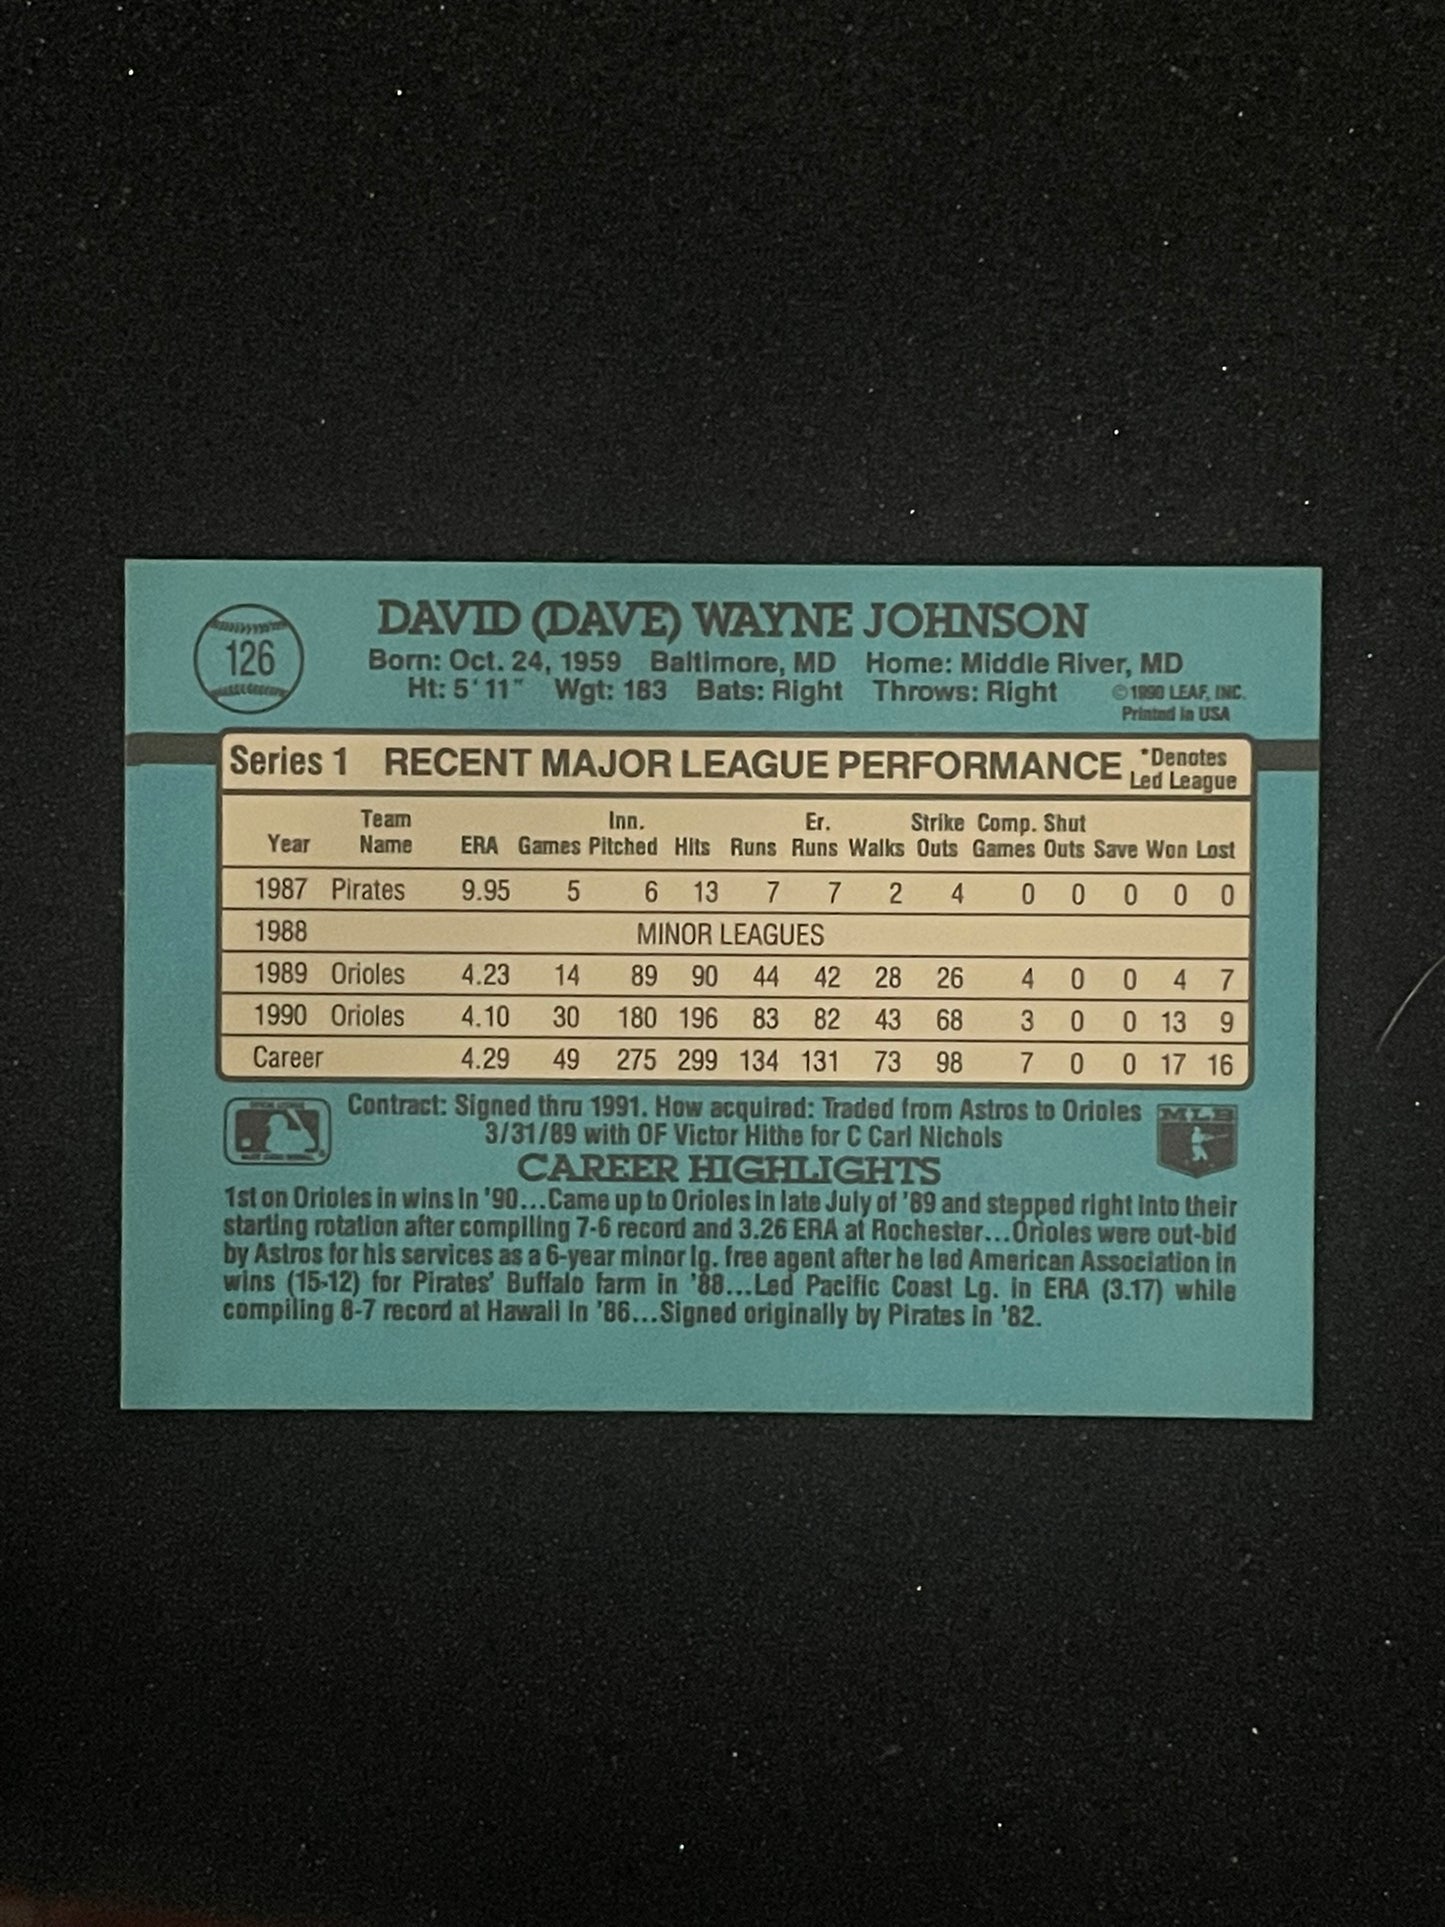 126
DAVID (DAVE) WAYNE JOHNSON
Born: Oct. 24, 1959 Baltimore, MD Home: Middle River, MD
Ht: 5'11" Wgt: 183 Bats: Right Throws: Right
©1990 LEAF, INC.
Printed in USA
Series 1 RECENT MAJOR LEAGUE PERFORMANCE *Denotes Led League
Year Team Name ERA Games Inn. Pitched Hits Runs Er. Runs Walks Strike Outs Comp. Games Shut Outs Save Won Lost
1987 Pirates 9.95 5 6 13 7 7 2 4 0 0 0 0 0
1988 MINOR LEAGUES
1989 Orioles 4.23 14 89 90 44 42 28 26 4 0 0 4 7
1990 Orioles 4.10 30 180 196 83 82 43 68 3 0 0 13 9
Career 4.29 49 275 299 134 131 73 98 7 0 0 17 16
Contract: Signed thru 1991. How acquired: Traded from Astros to Orioles
3/31/89 with OF Victor Hithe for C Carl Nichols
MLB
CAREER HIGHLIGHTS
1st on Orioles in wins in '90...Came up to Orioles in late July of '89 and stepped right into their
starting rotation after compiling 7-6 record and 3.26 ERA at Rochester...Orioles were out-bid
by Astros for his services as a 6-year minor lg. free agent after he led American Association in
wins (15-12) for Pirates' Buffalo farm in '88...Led Pacific Coast Lg. in ERA (3.17) while
compiling 8-7 record at Hawaii in '86...Signed originally by Pirates in '82.